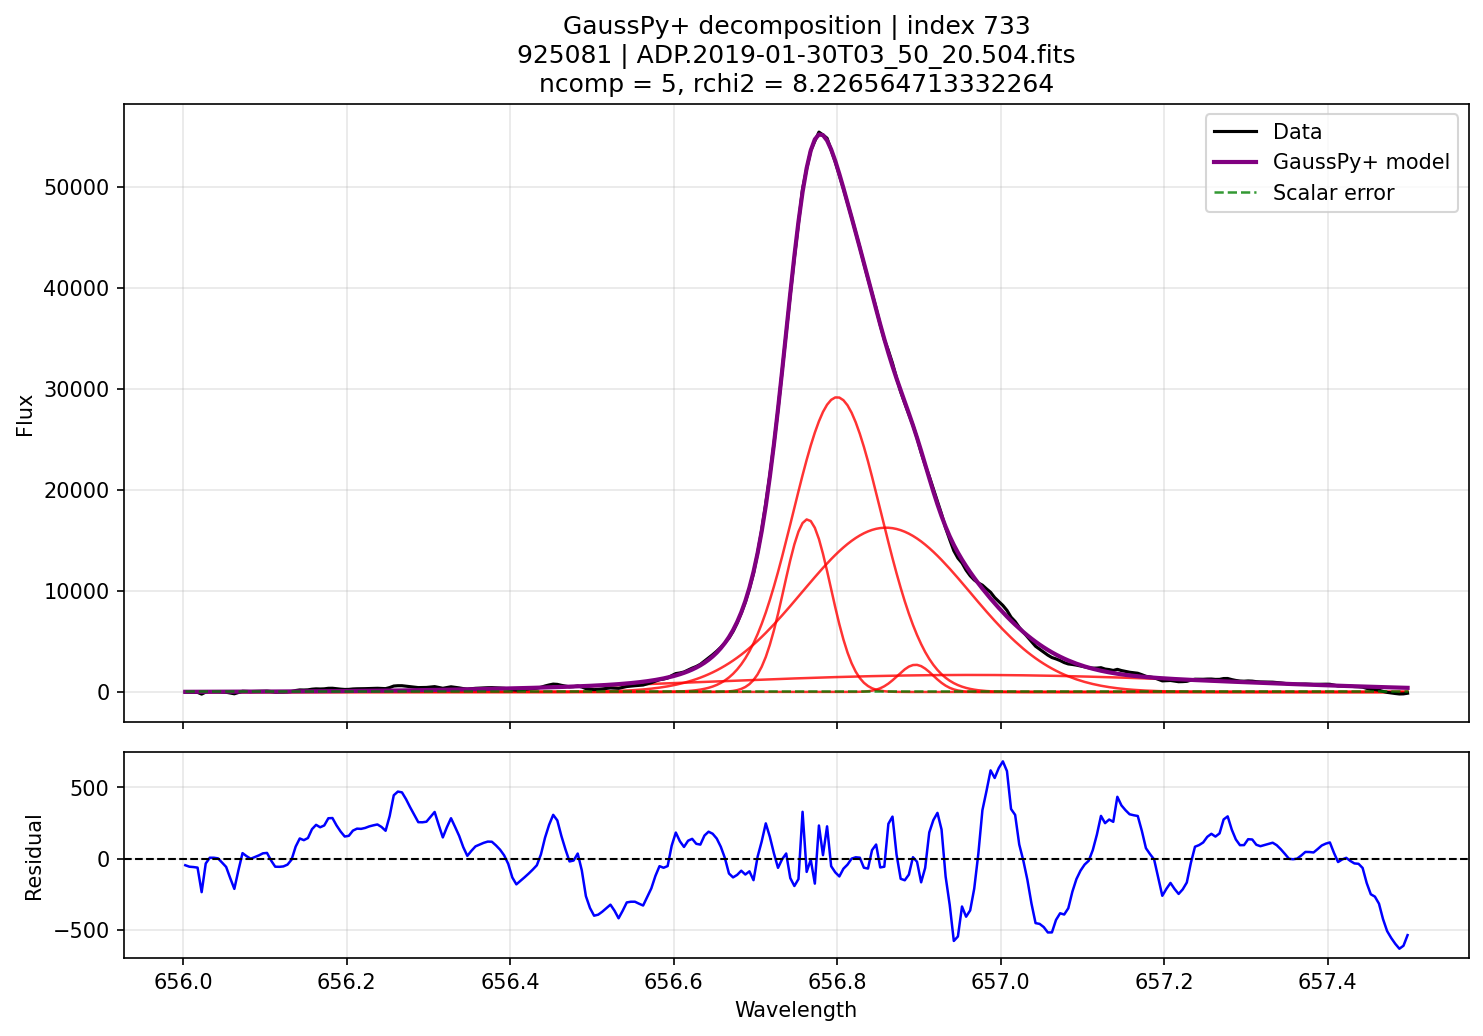 GaussPy+ decomposition | index 733
925081 | ADP.2019-01-30T03_50_20.504.fits
ncomp = 5, rchi2 = 8.226564713332264
Data
GaussPy+ model
Scalar error
Flux
50000
40000
30000
20000
10000
0
Residual
500
0
−500
656.0
656.2
656.4
656.6
656.8
657.0
657.2
657.4
Wavelength